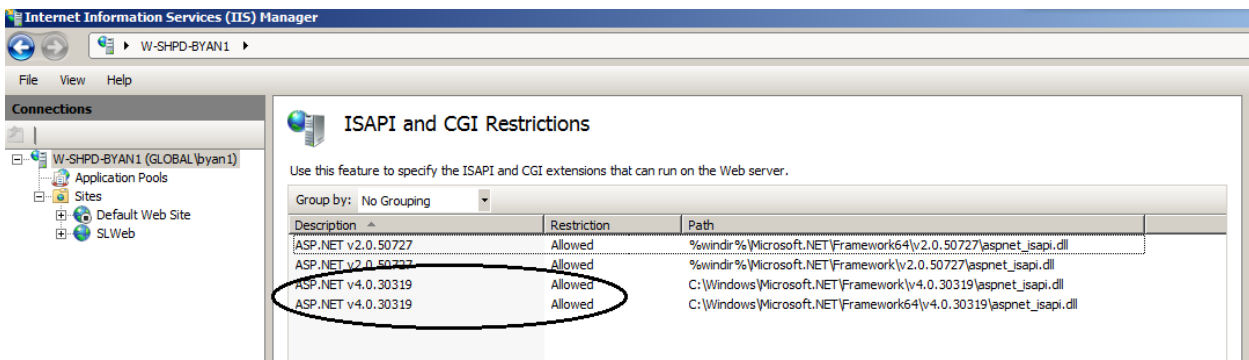 Internet Information Services (IIS) Manager
W-SHPD-BYAN1
File View Help
Connections
W-SHPD-BYAN1 (GLOBAL\byan1)
Application Pools
Sites
Default Web Site
SLWeb
ISAPI and CGI Restrictions
Use this feature to specify the ISAPI and CGI extensions that can run on the Web server.
Group by: No Grouping
Description Restriction Path
ASP.NET v2.0.50727 Allowed %windir%\Microsoft.NET\Framework64\v2.0.50727\aspnet_isapi.dll
ASP.NET v2.0.50727 Allowed %windir%\Microsoft.NET\Framework\v2.0.50727\aspnet_isapi.dll
ASP.NET v4.0.30319 Allowed C:\Windows\Microsoft.NET\Framework\v4.0.30319\aspnet_isapi.dll
ASP.NET v4.0.30319 Allowed C:\Windows\Microsoft.NET\Framework64\v4.0.30319\aspnet_isapi.dll